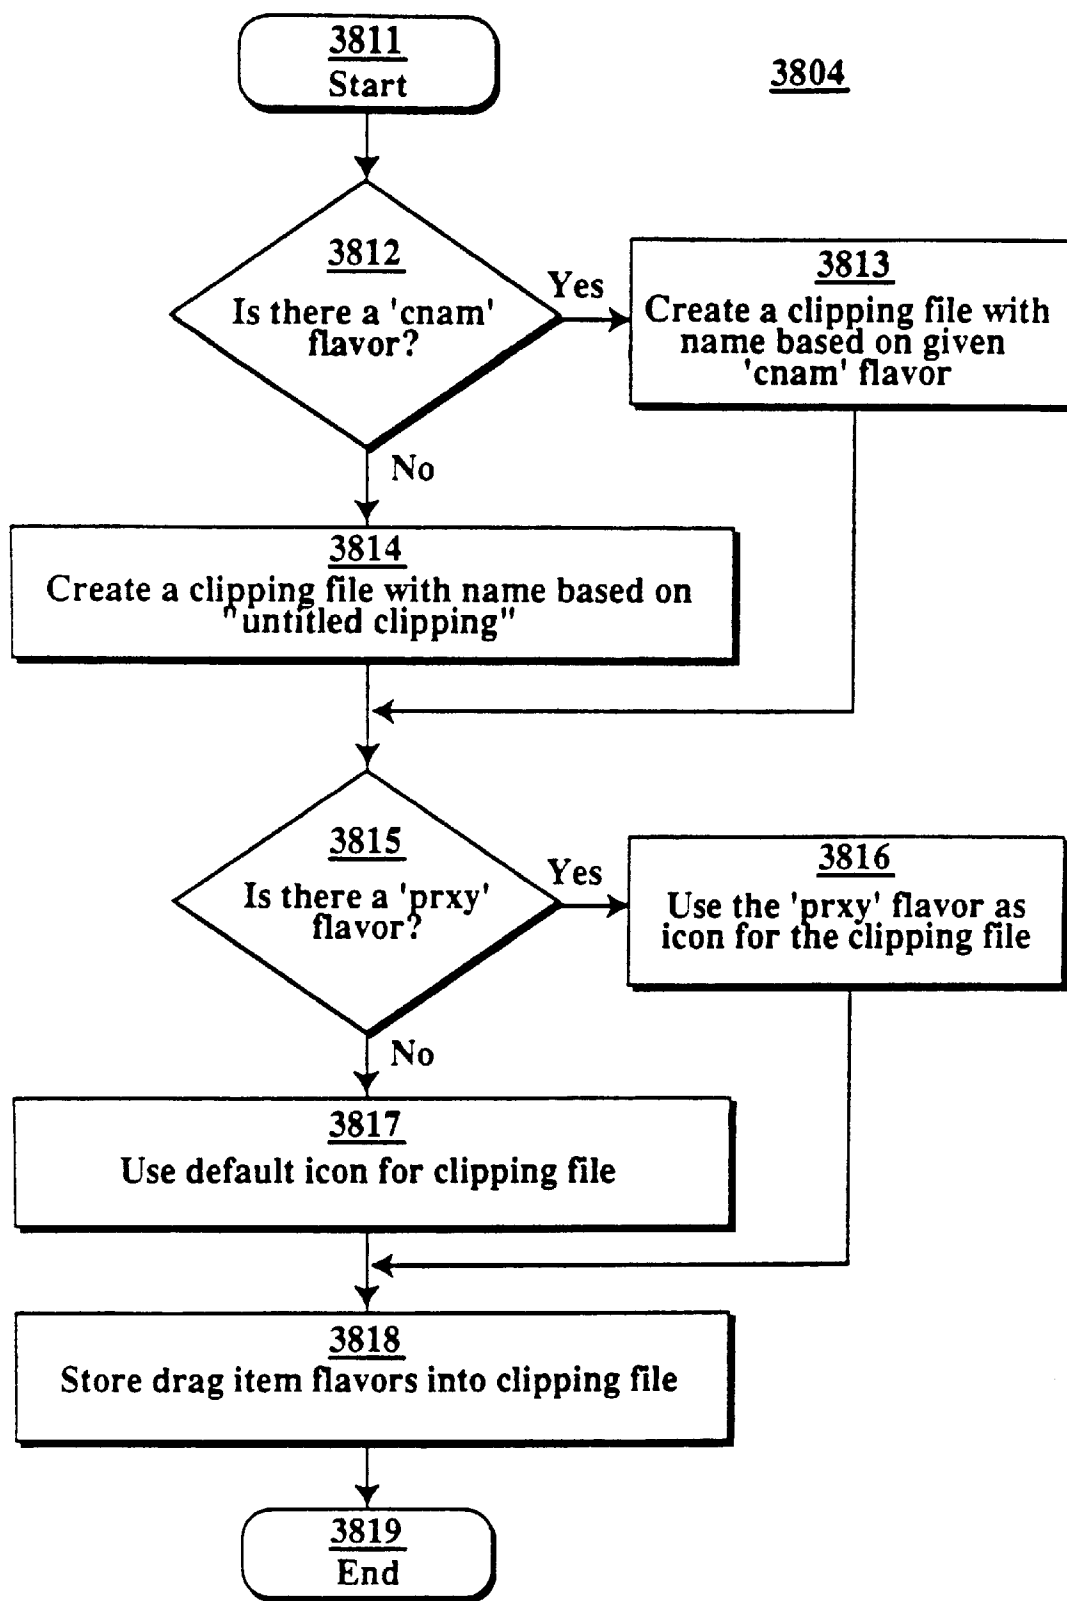 3811
Start
3804
3812
Is there a 'cnam'
flavor?
Yes
3813
Create a clipping file with
name based on given
'cnam' flavor
No
3814
Create a clipping file with name based on
"untitled clipping"
3815
Is there a 'prxy'
flavor?
Yes
3816
Use the 'prxy' flavor as
icon for the clipping file
No
3817
Use default icon for clipping file
3818
Store drag item flavors into clipping file
3819
End